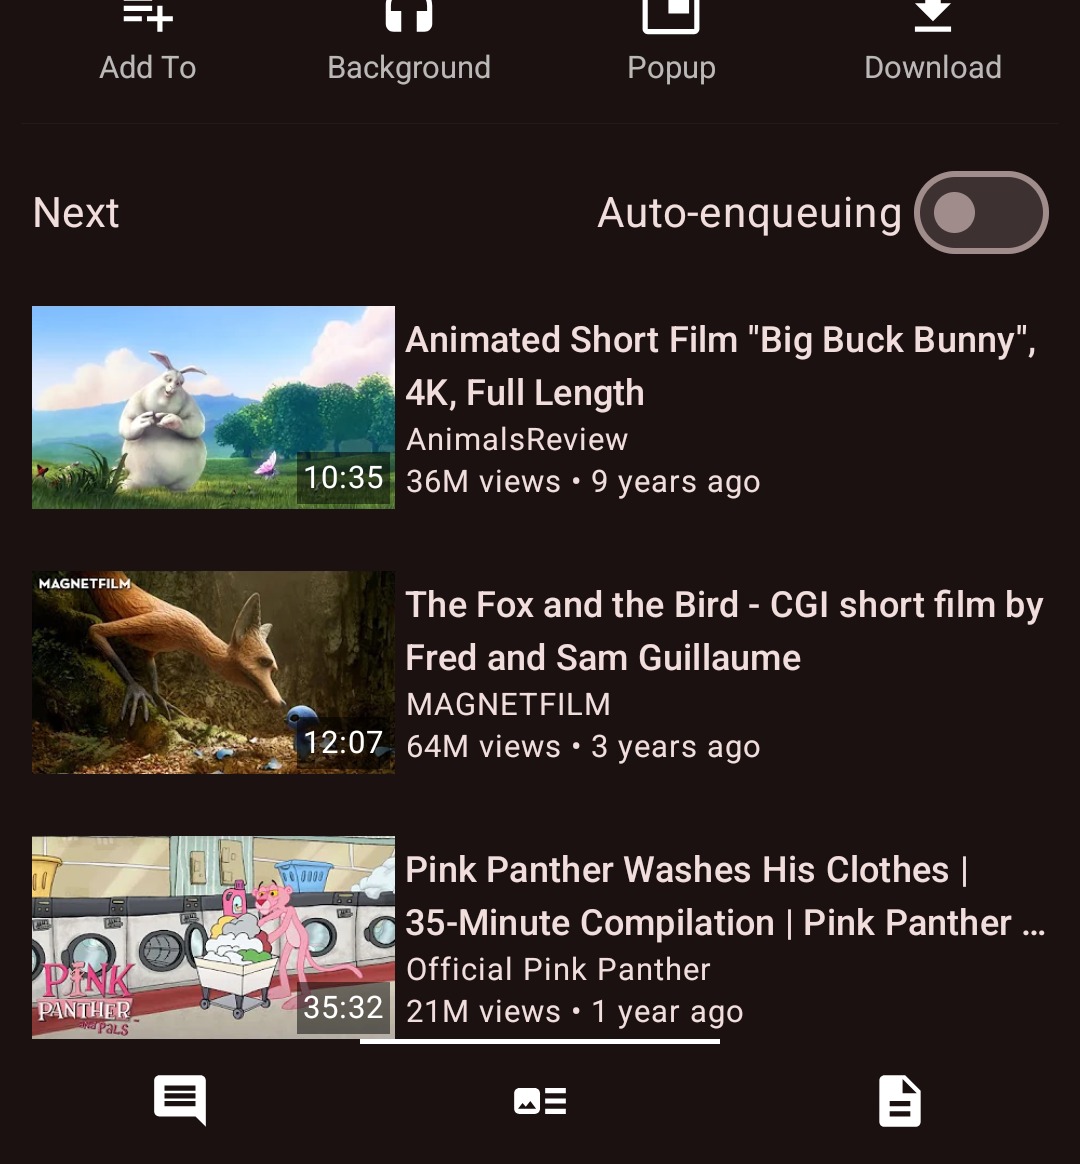 Add To
Background
Popup
Download
Next
Auto-enqueuing
10:35
Animated Short Film "Big Buck Bunny",
4K, Full Length
AnimalsReview
36M views • 9 years ago
MAGNETFILM
12:07
The Fox and the Bird - CGI short film by
Fred and Sam Guillaume
MAGNETFILM
64M views • 3 years ago
PINK
PANTHER
and PALS
35:32
Pink Panther Washes His Clothes |
35-Minute Compilation | Pink Panther ...
Official Pink Panther
21M views • 1 year ago